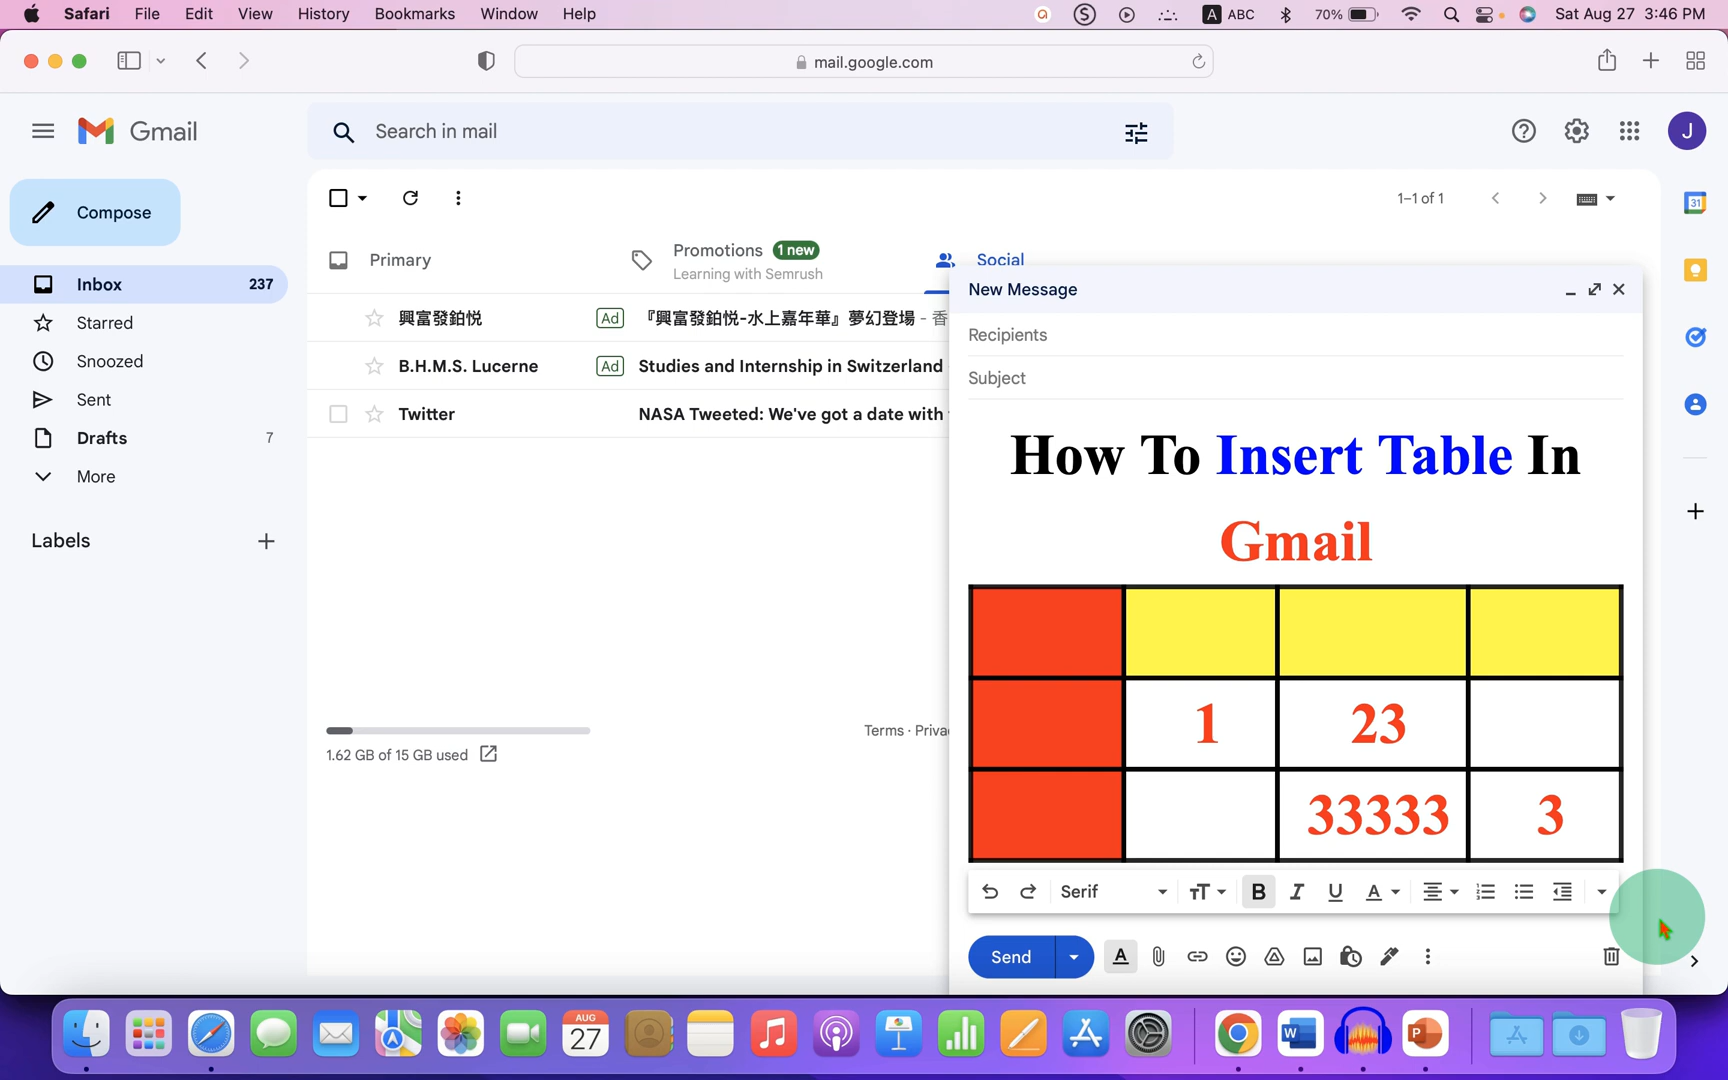 Safari File Edit View History Bookmarks Window Help A ABC 70% Sat Aug 27 3:46 PM
mail.google.com
Gmail
Search in mail
J
Compose
1–1 of 1
31
Primary
Promotions 1 new
Learning with Semrush
Social
Inbox 237
Starred
Snoozed
Sent
Drafts 7
More
Labels
興富發鉑悦 Ad 『興富發鉑悦-水上嘉年華』夢幻登場 - 香
B.H.M.S. Lucerne Ad Studies and Internship in Switzerland
Twitter NASA Tweeted: We've got a date with
1.62 GB of 15 GB used
Terms · Priva
New Message
Recipients
Subject
How To Insert Table In
Gmail
1 23
33333 3
Serif
Send
AUG
27